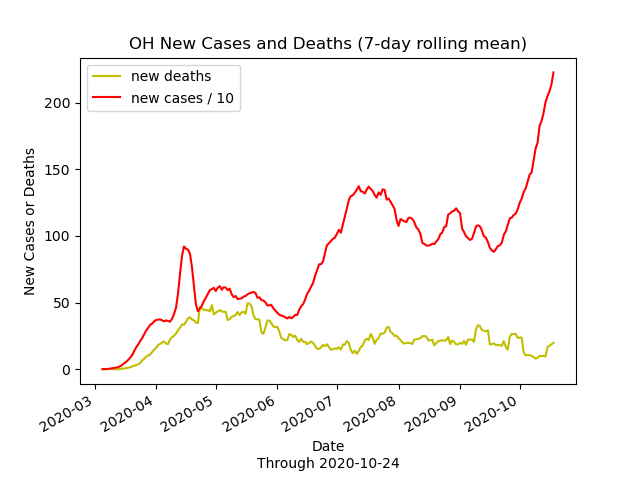 OH New Cases and Deaths (7-day rolling mean)
new deaths
new cases / 10
New Cases or Deaths
200
150
100
50
0
2020-03
2020-04
2020-05
2020-06
2020-07
2020-08
2020-09
2020-10
Date
Through 2020-10-24